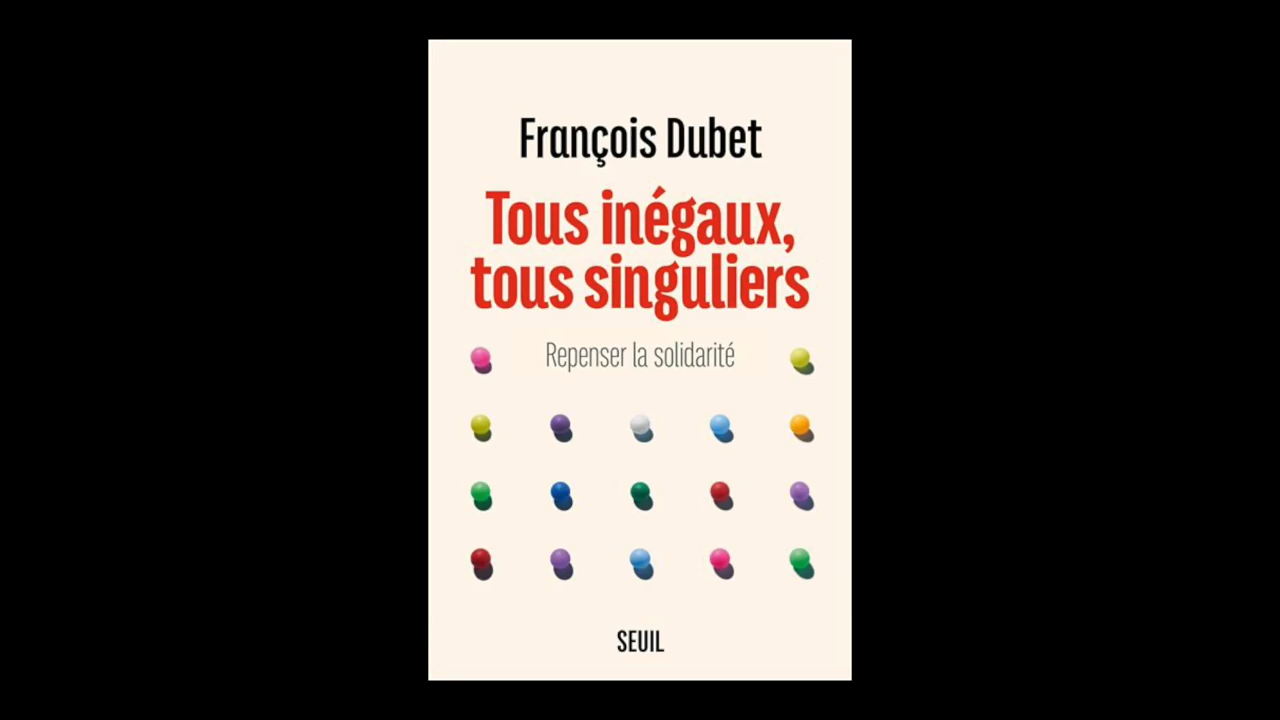 François Dubet
Tous inégaux,
tous singuliers
Repenser la solidarité
SEUIL